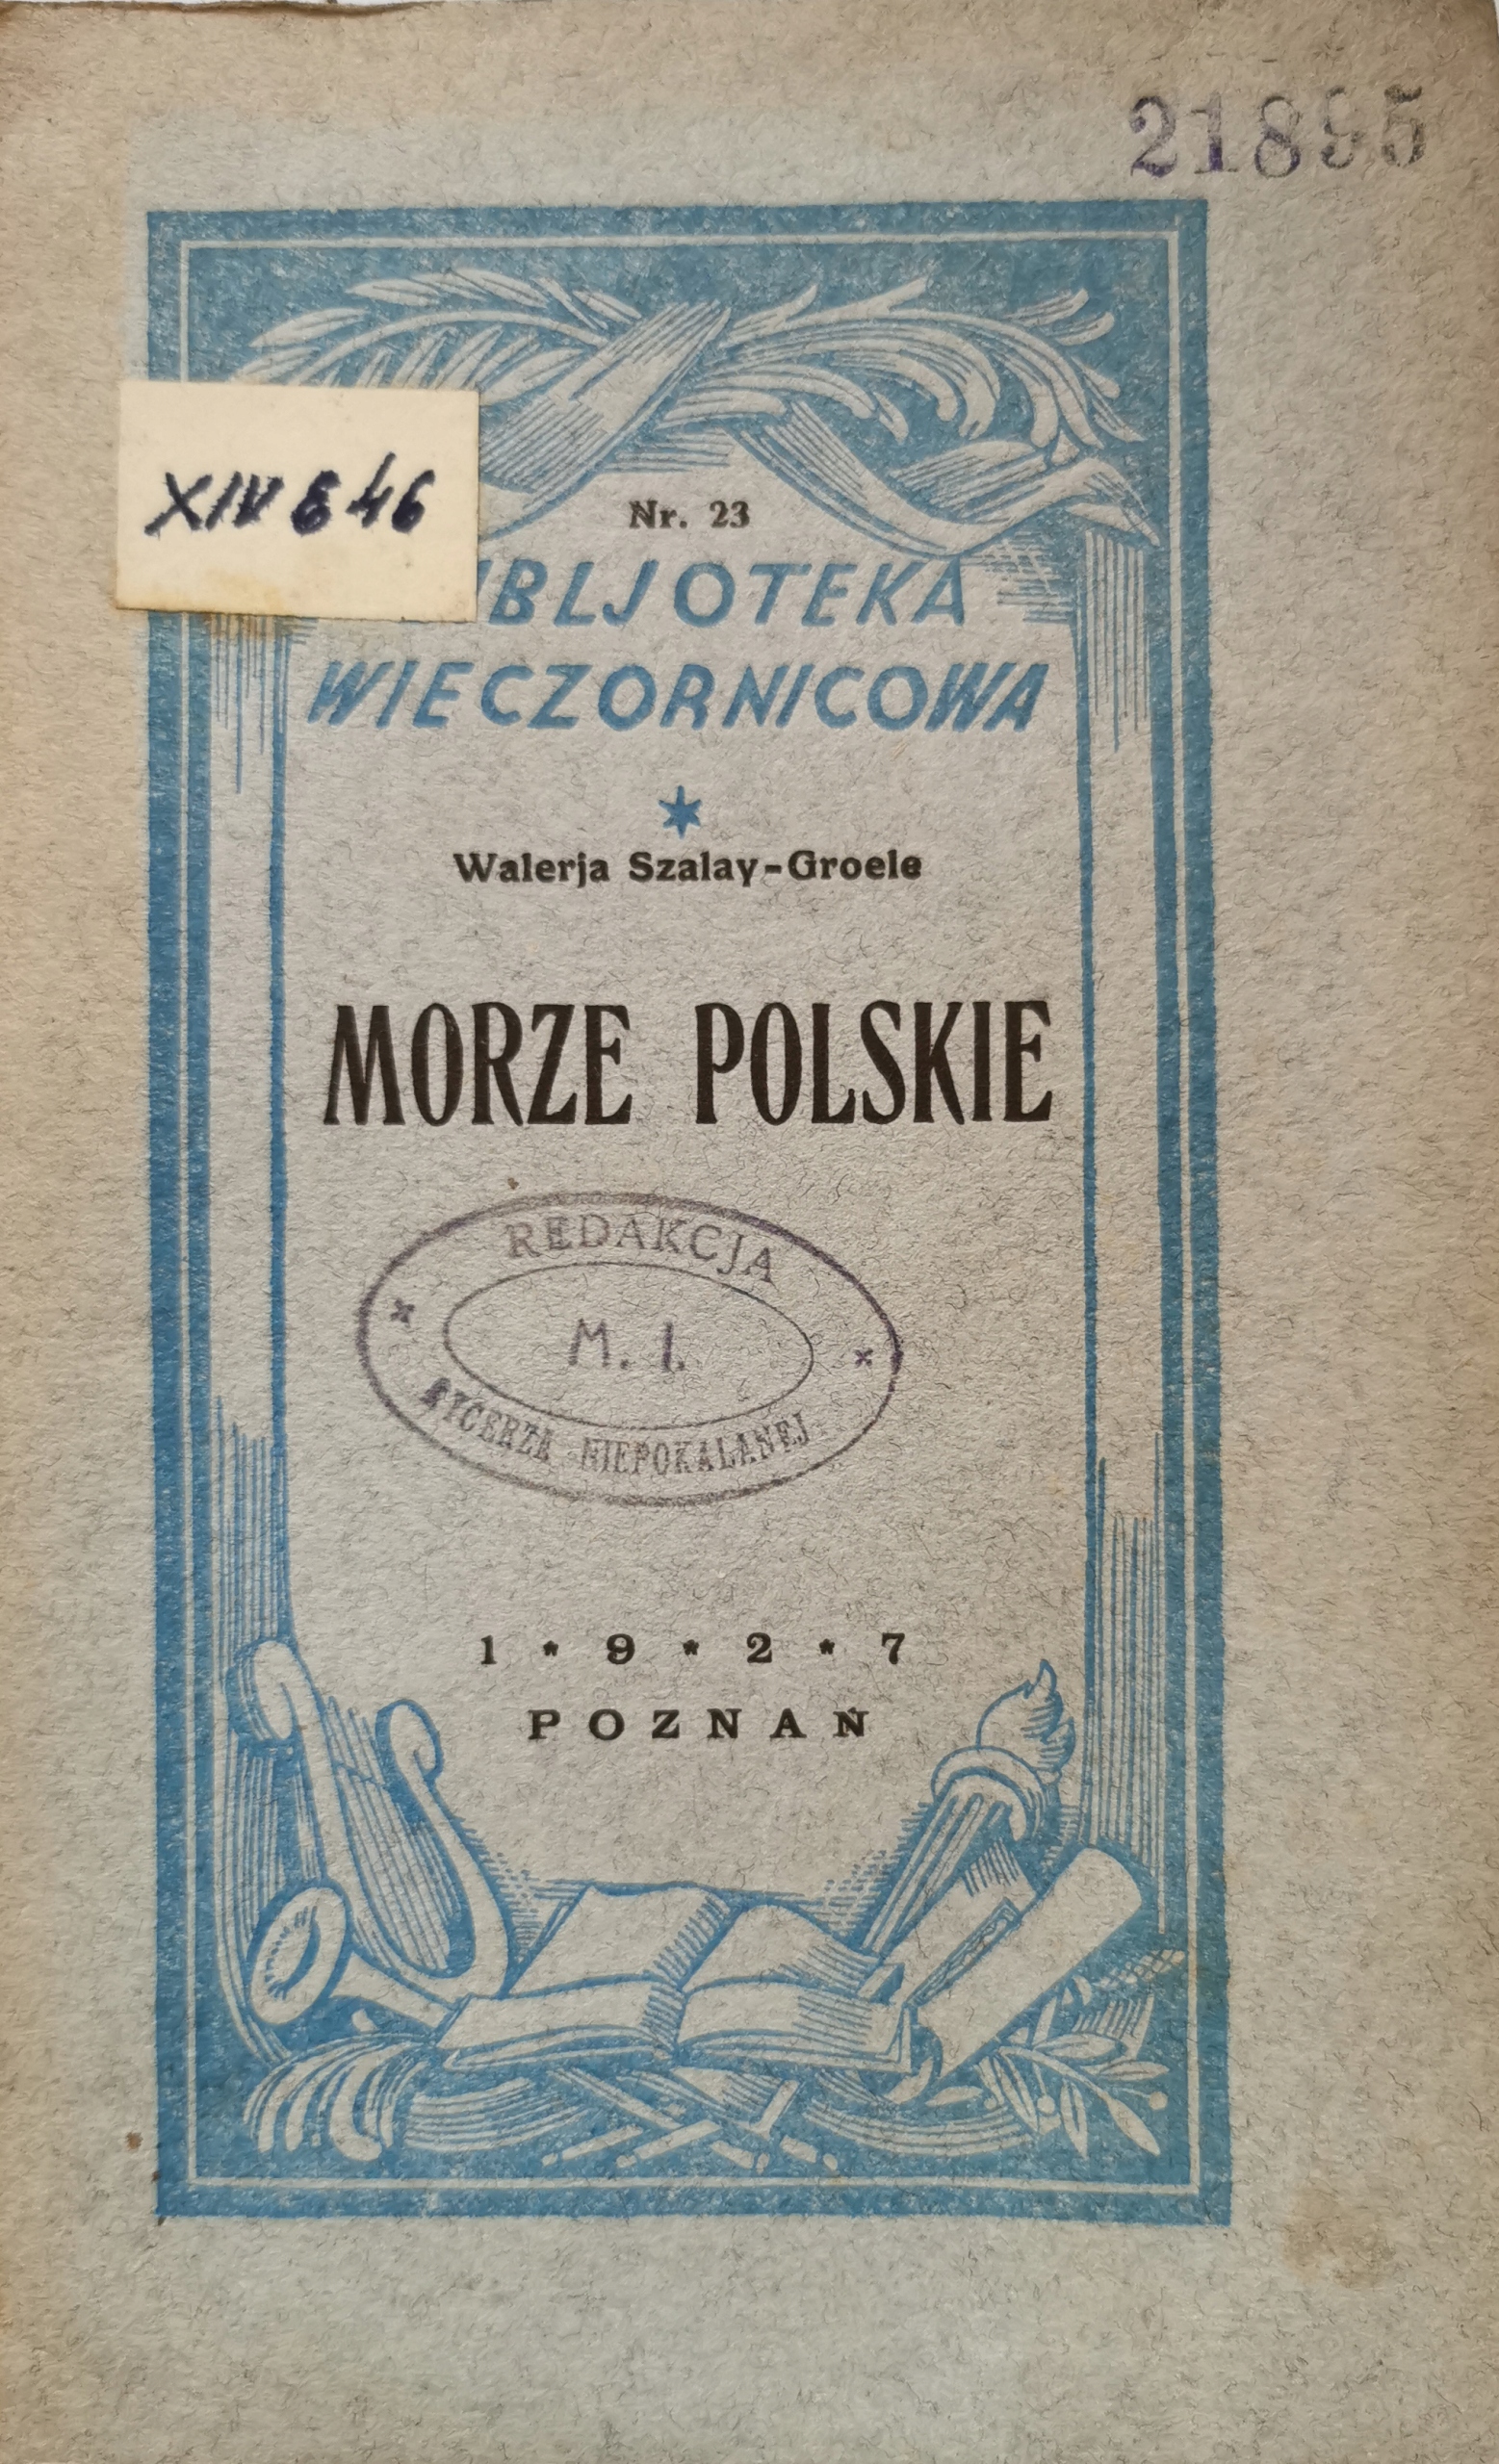 21895
XIV 646
Nr. 23
IBLJOTEKA
WIECZORNICOWA
Walerja Szalay-Groele
MORZE POLSKIE
REDAKCJA
M. I.
RYCERZA NIEPOKALANEJ
1 * 9 * 2 * 7
POZNAŃ